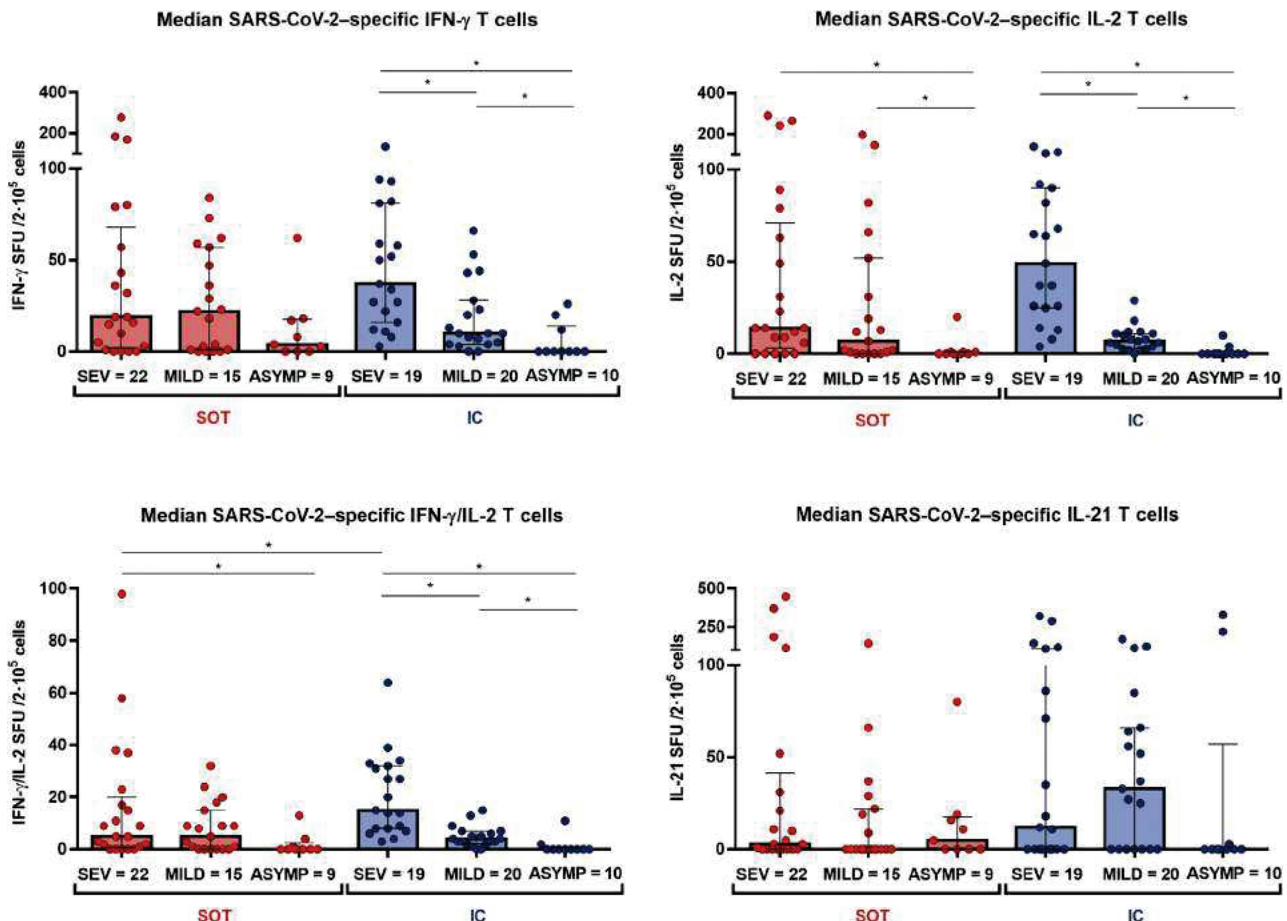 Median SARS-CoV-2–specific IFN-γ T cells
IFN-γ SFU /2·10⁵ cells
400
200
100
50
0
* * *
SEV = 22 MILD = 15 ASYMP = 9 SEV = 19 MILD = 20 ASYMP = 10
SOT IC
Median SARS-CoV-2–specific IL-2 T cells
IL-2 SFU /2·10⁵ cells
400
200
100
50
0
* * * * *
SEV = 22 MILD = 15 ASYMP = 9 SEV = 19 MILD = 20 ASYMP = 10
SOT IC
Median SARS-CoV-2–specific IFN-γ/IL-2 T cells
IFN-γ/IL-2 SFU /2·10⁵ cells
100
80
60
40
20
0
* * * * *
SEV = 22 MILD = 15 ASYMP = 9 SEV = 19 MILD = 20 ASYMP = 10
SOT IC
Median SARS-CoV-2–specific IL-21 T cells
IL-21 SFU /2·10⁵ cells
500
250
100
50
0
SEV = 22 MILD = 15 ASYMP = 9 SEV = 19 MILD = 20 ASYMP = 10
SOT IC